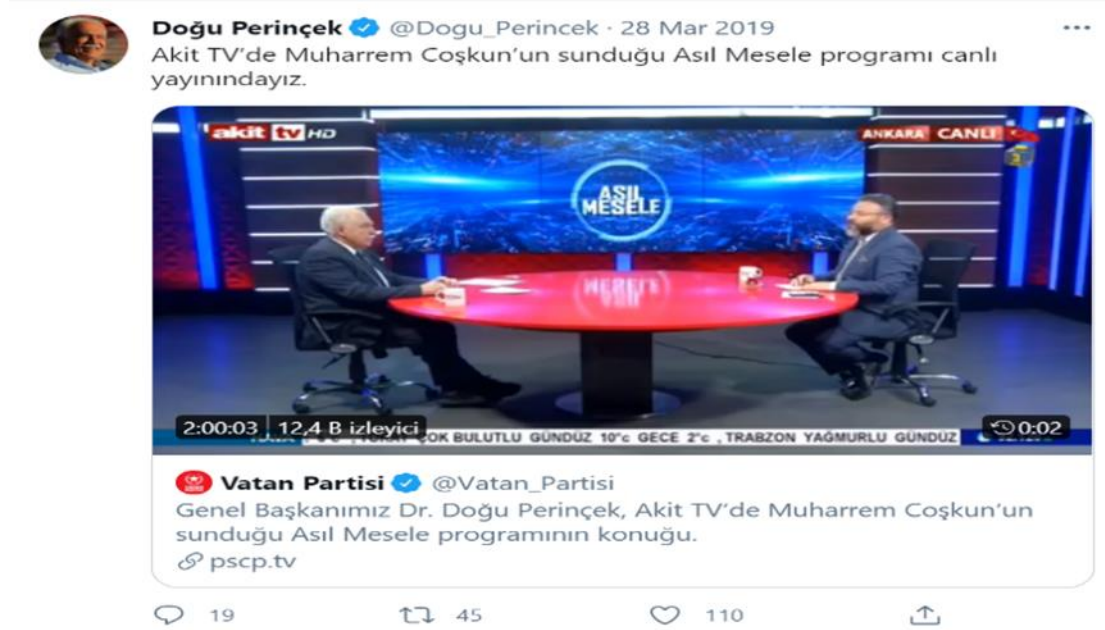 Doğu Perinçek @Dogu_Perincek · 28 Mar 2019
Akit TV'de Muharrem Coşkun'un sunduğu Asıl Mesele programı canlı
yayınındayız.
akit tv HD
ANKARA CANLI
ASIL
MESELE
2:00:03 12,4 B izleyici
0:02
ÇOK BULUTLU GÜNDÜZ 10°c GECE 2°c , TRABZON YAĞMURLU GÜNDÜZ
Vatan Partisi @Vatan_Partisi
Genel Başkanımız Dr. Doğu Perinçek, Akit TV'de Muharrem Coşkun'un
sunduğu Asıl Mesele programının konuğu.
pscp.tv
19 45 110